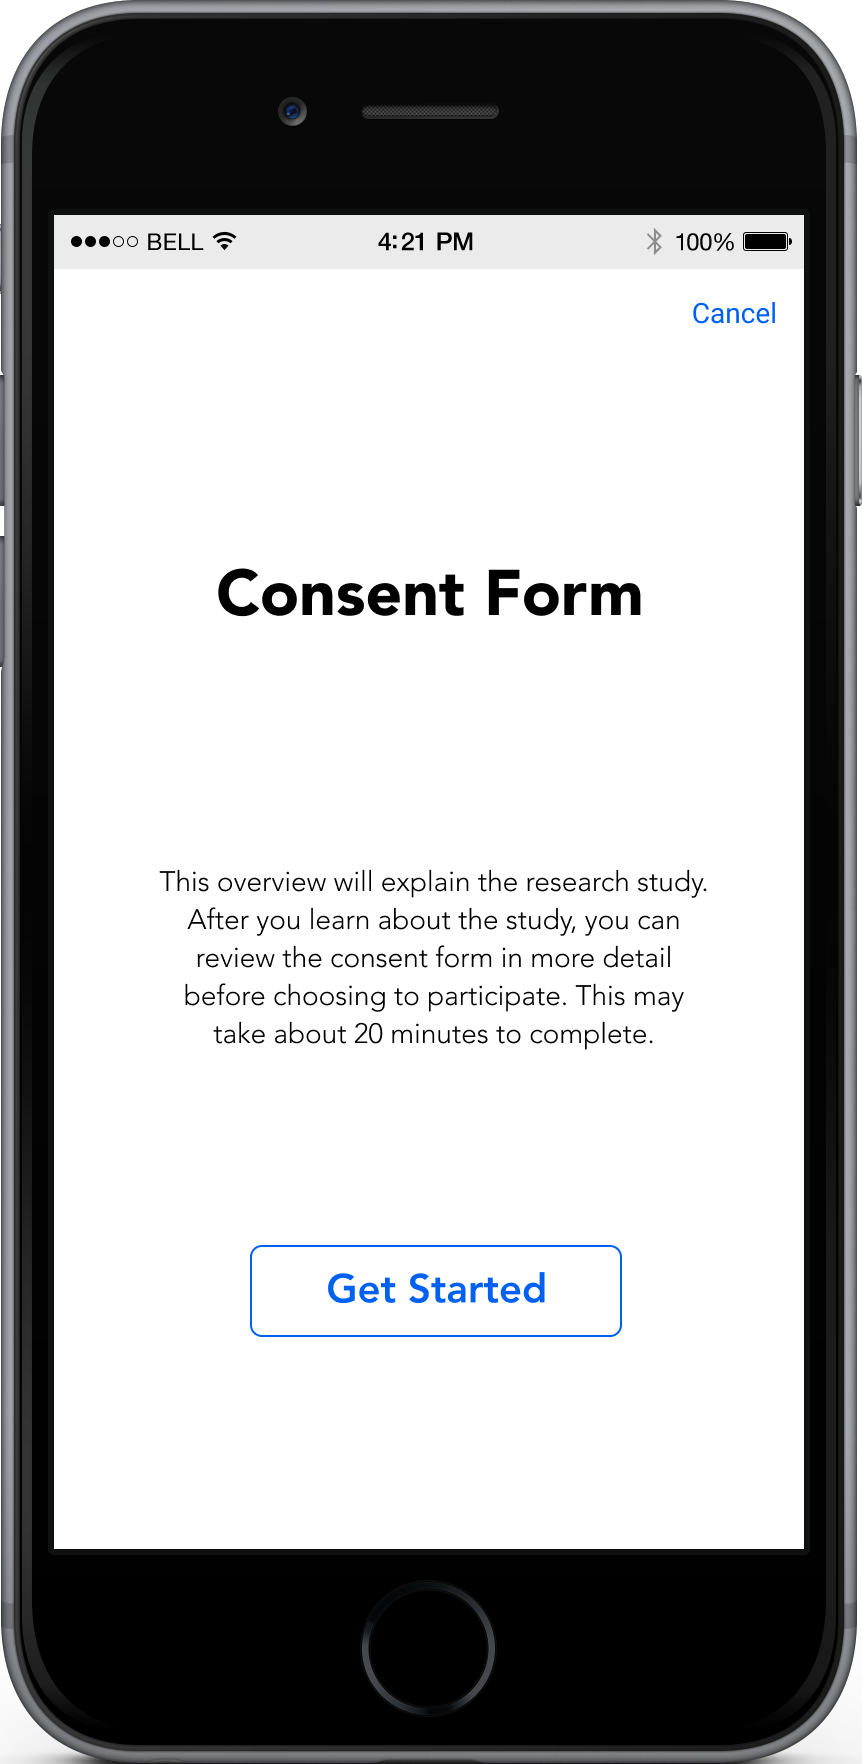 BELL 4:21 PM 100%
Cancel
Consent Form
This overview will explain the research study.
After you learn about the study, you can
review the consent form in more detail
before choosing to participate. This may
take about 20 minutes to complete.
Get Started